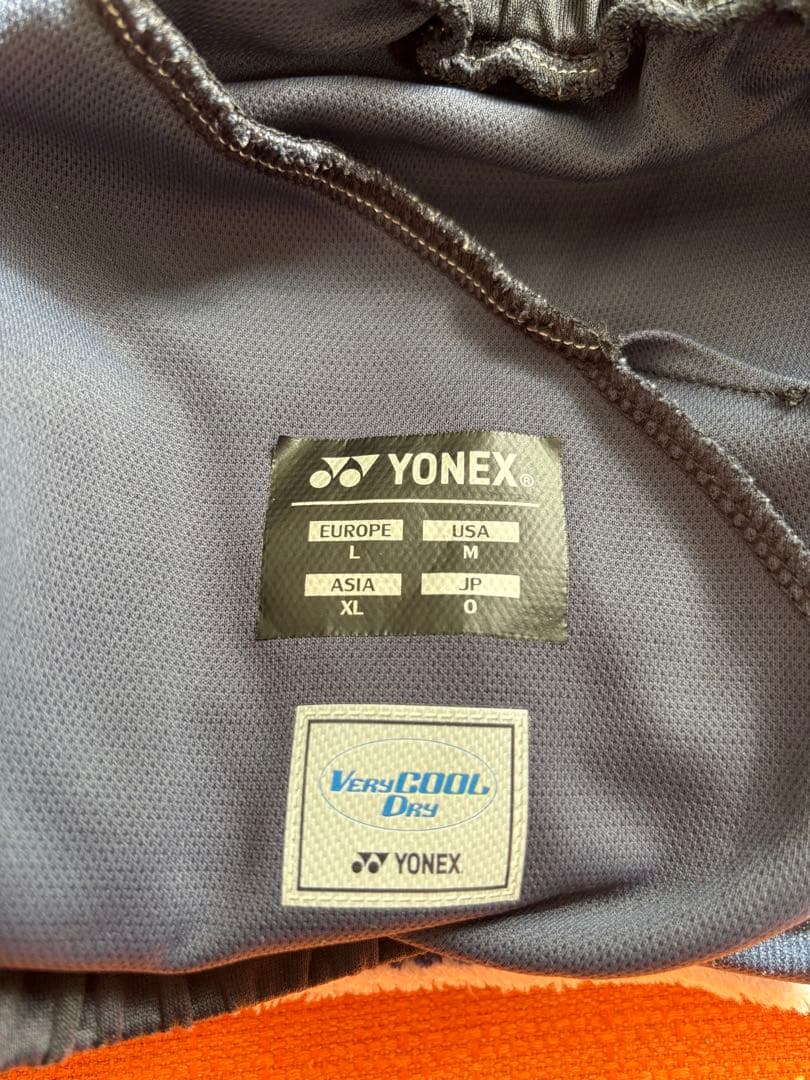 YONEX®
EUROPE USA
L M
ASIA JP
XL O
VERYCOOL
DRY
YONEX